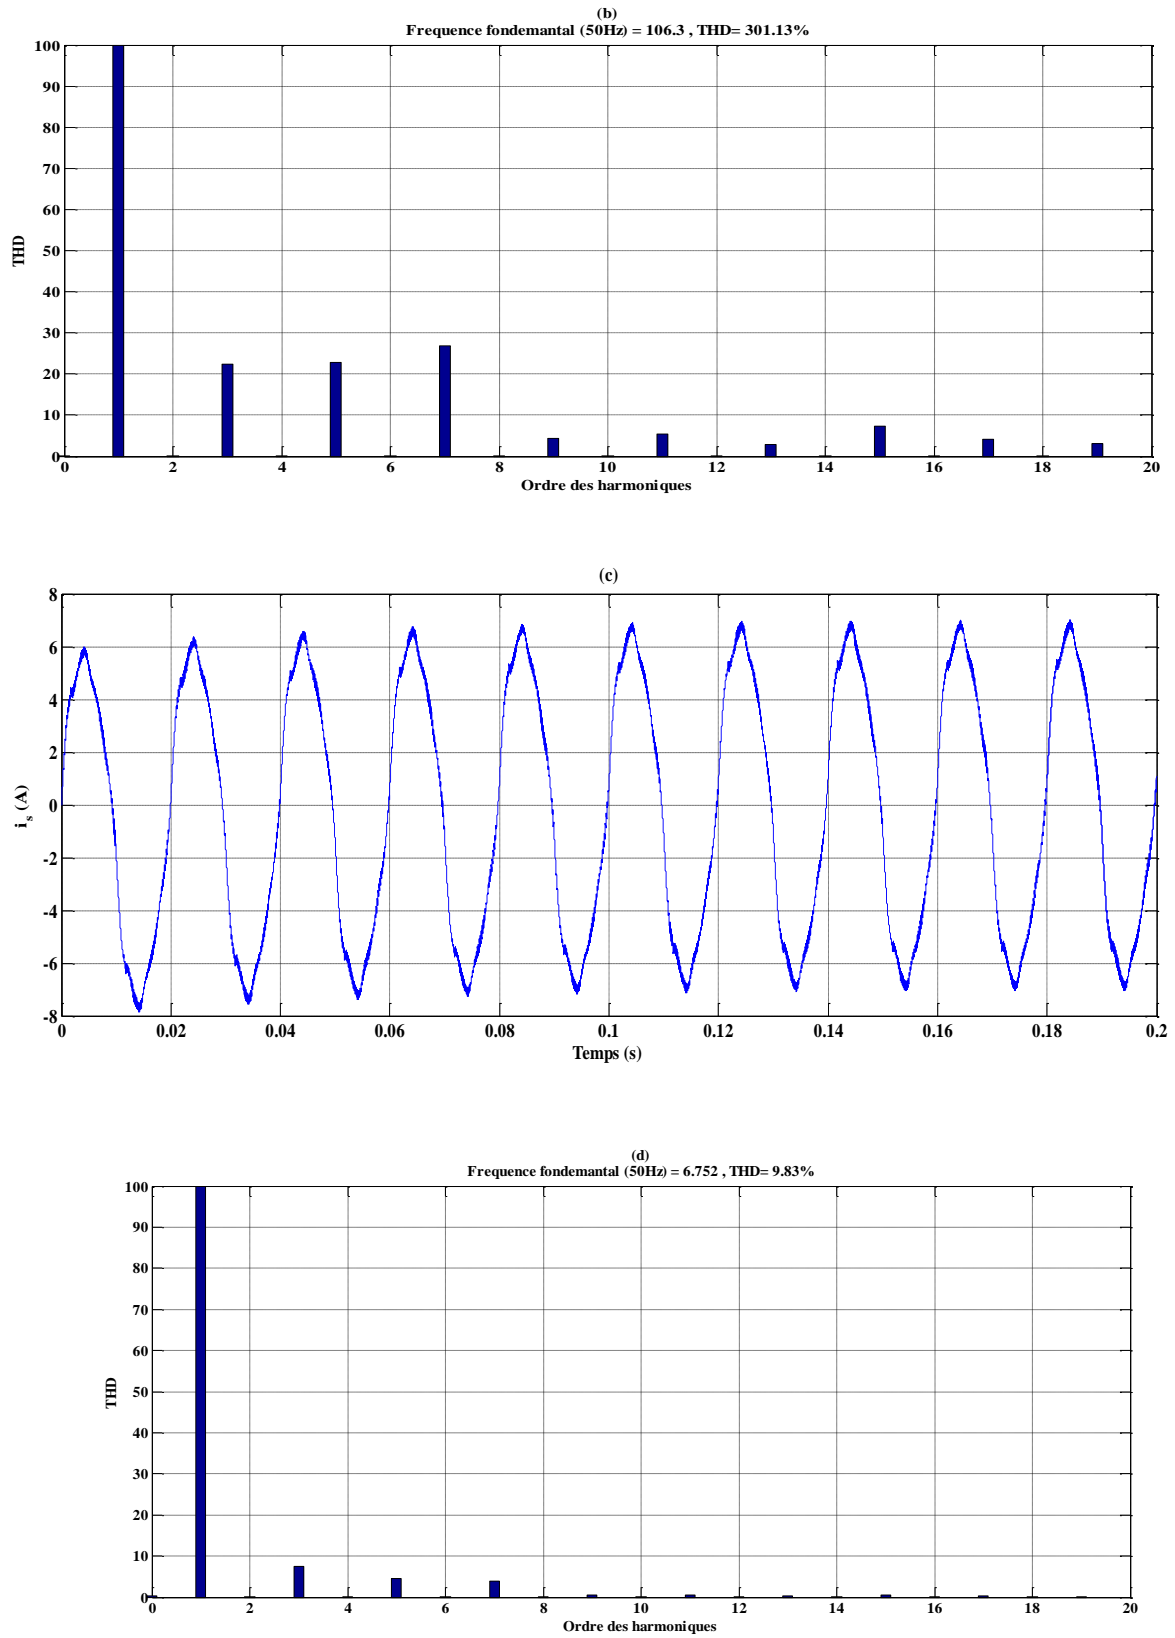 (b)
Frequence fondemantal (50Hz) = 106.3 , THD= 301.13%
100
90
80
70
60
50
40
30
20
10
0
THD
0 2 4 6 8 10 12 14 16 18 20
Ordre des harmoniques
(c)
8
6
4
2
0
-2
-4
-6
-8
i_s (A)
0 0.02 0.04 0.06 0.08 0.1 0.12 0.14 0.16 0.18 0.2
Temps (s)
(d)
Frequence fondemantal (50Hz) = 6.752 , THD= 9.83%
100
90
80
70
60
50
40
30
20
10
0
THD
0 2 4 6 8 10 12 14 16 18 20
Ordre des harmoniques